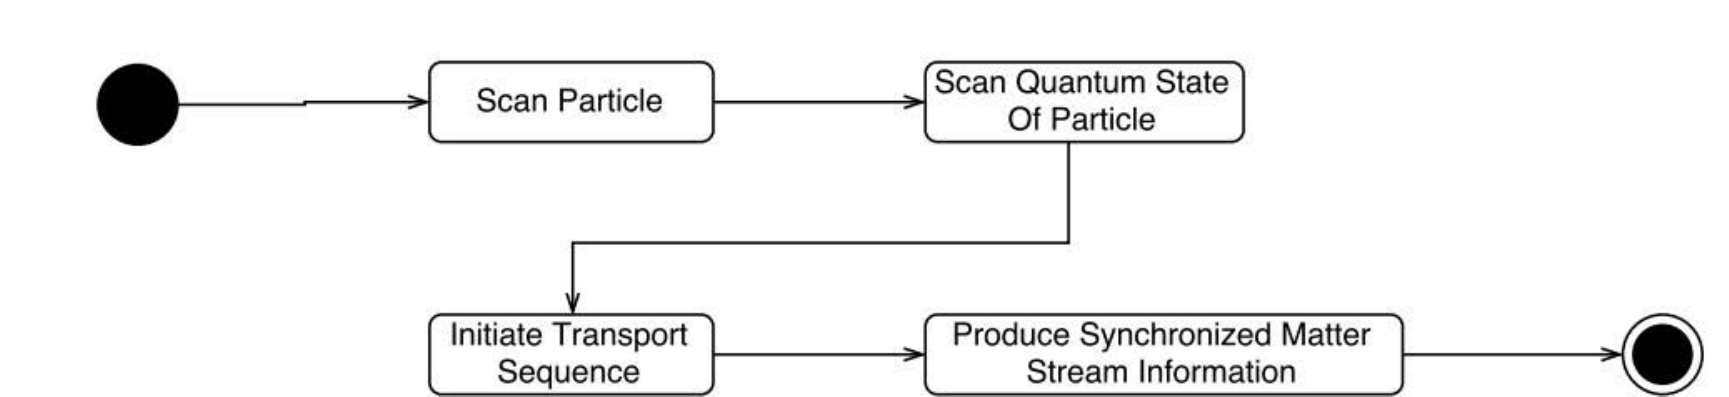 Scan Particle
Scan Quantum State
Of Particle
Initiate Transport
Sequence
Produce Synchronized Matter
Stream Information